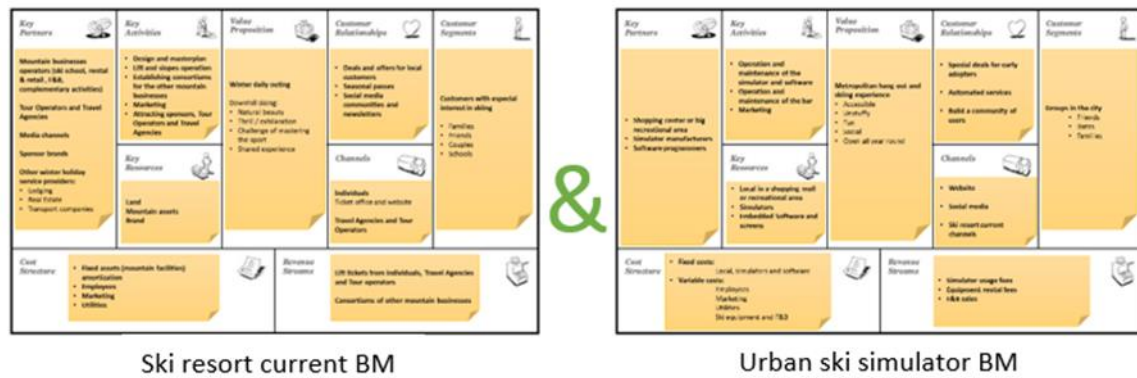 Key
Partners
Mountain businesses
operators (ski school, rental
& retail, F&B,
complementary activities)
Tour Operators and Travel
Agencies
Media channels
Sponsor brands
Other winter holiday
service providers:
• Lodging
• Real Estate
• Transport companies
Key
Activities
• Design and masterplan
• Lift and slopes operation
• Establishing consortiums
for the other mountain
businesses
• Marketing
• Attracting sponsors, Tour
Operators and Travel
Agencies
Key
Resources
Land
Mountain assets
Brand
Value
Proposition
Winter daily outing
Downhill skiing
• Natural beauty
• Thrill / exhilaration
• Challenge of mastering
the sport
• Shared experience
Customer
Relationships
• Deals and offers for local
customers
• Seasonal passes
• Social media
communities and
newsletters
Channels
Individuals
Ticket office and website
Travel Agencies and Tour
Operators
Customer
Segments
Customers with especial
interest in skiing
• Families
• Friends
• Couples
• Schools
Cost
Structure
• Fixed assets (mountain facilities)
amortization
• Employees
• Marketing
• Utilities
Revenue
Streams
Lift tickets from individuals, Travel Agencies
and Tour operators
Consortiums of other mountain businesses
Ski resort current BM
&
Key
Partners
• Shopping center or big
recreational area
• Simulator manufacturers
• Software programmers
Key
Activities
• Operation and
maintenance of the
simulator and software
• Operation and
maintenance of the bar
• Marketing
Key
Resources
• Local in a shopping mall
or recreational area
• Simulators
• Embedded Software and
screens
Value
Proposition
Metropolitan hang out and
skiing experience
• Accessible
• Unstuffy
• Fun
• Social
• Open all year round
Customer
Relationships
• Special deals for early
adopters
• Automated services
• Build a community of
users
Channels
• Website
• Social media
• Ski resort current
channels
Customer
Segments
Groups in the city
• Friends
• Families
Cost
Structure
• Fixed costs:
Local, simulators and software
• Variable costs:
Employees
Marketing
Utilities
Ski equipment and
Revenue
Streams
• Simulator usage fees
• Equipment rental fees
• F&B sales
Urban ski simulator BM